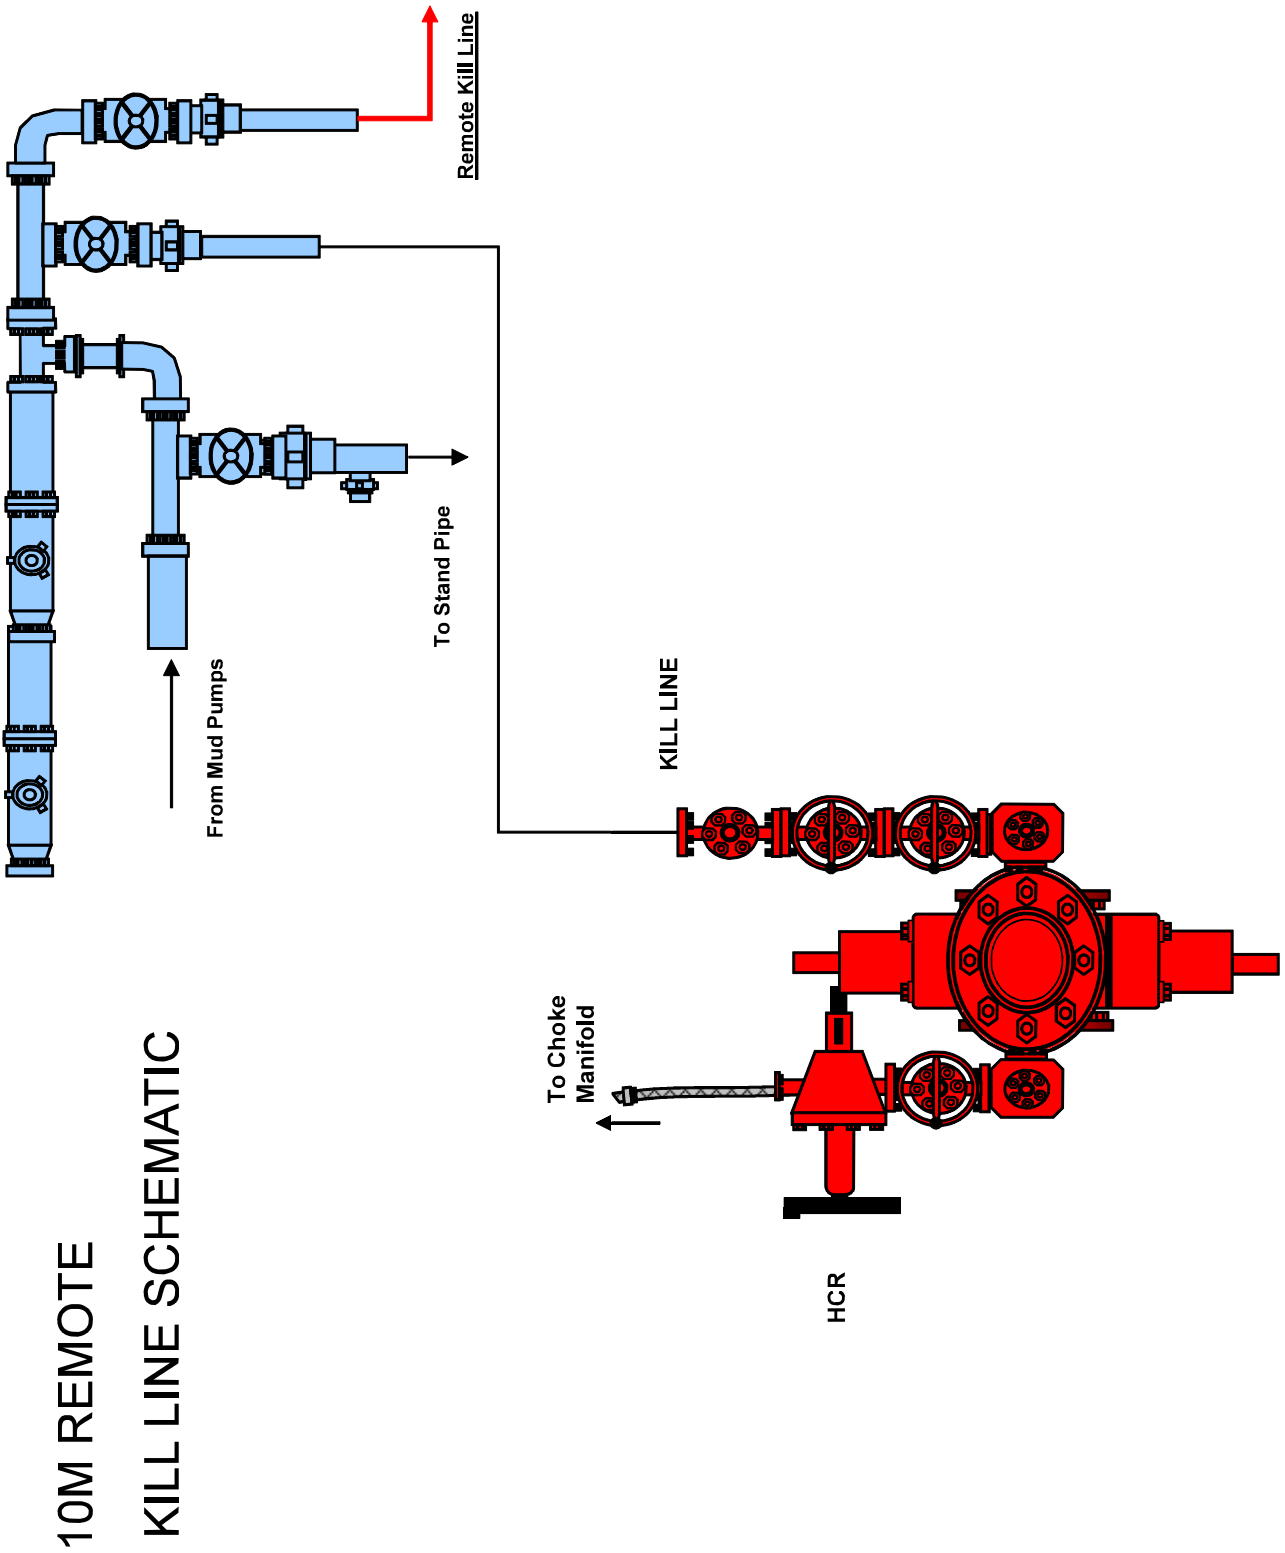 10M REMOTE
KILL LINE SCHEMATIC
From Mud Pumps
To Stand Pipe
Remote Kill Line
KILL LINE
To Choke
Manifold
HCR